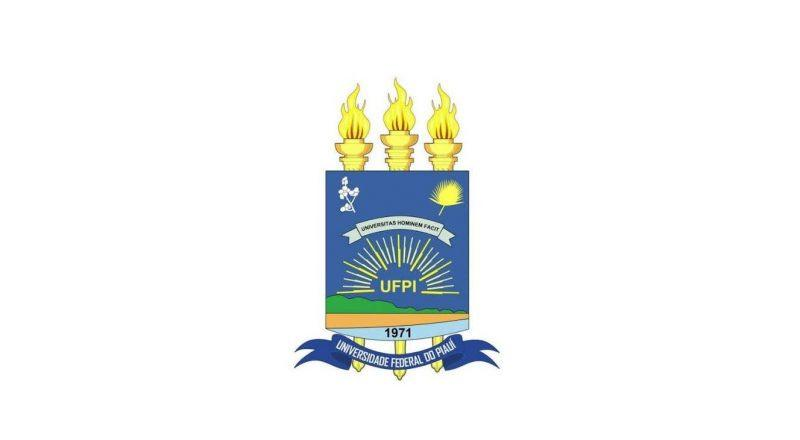 UNIVERSITAS HOMINEM FACIT
UFPI
1971
UNIVERSIDADE FEDERAL DO PIAUÍ